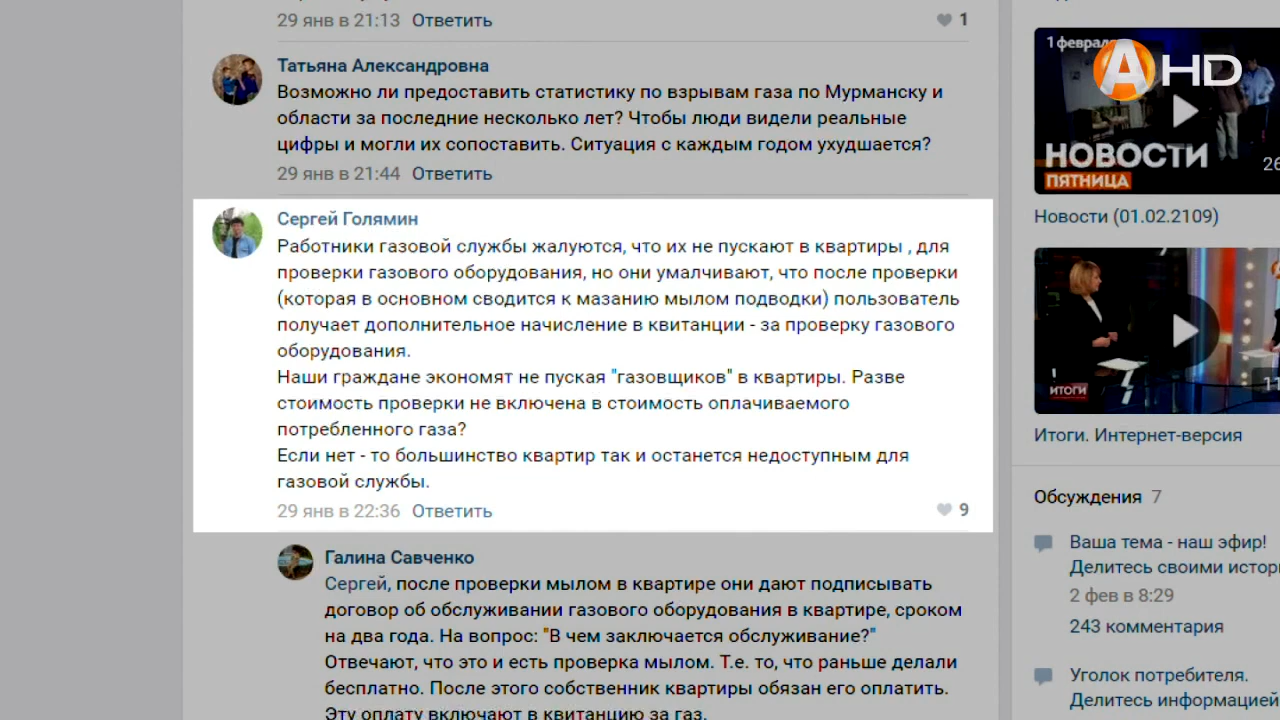 29 янв в 21:13 Ответить
1
Татьяна Александровна
Возможно ли предоставить статистику по взрывам газа по Мурманску и
области за последние несколько лет? Чтобы люди видели реальные
цифры и могли их сопоставить. Ситуация с каждым годом ухудшается?
29 янв в 21:44 Ответить
Сергей Голямин
Работники газовой службы жалуются, что их не пускают в квартиры , для
проверки газового оборудования, но они умалчивают, что после проверки
(которая в основном сводится к мазанию мылом подводки) пользователь
получает дополнительное начисление в квитанции - за проверку газового
оборудования.
Наши граждане экономят не пуская "газовщиков" в квартиры. Разве
стоимость проверки не включена в стоимость оплачиваемого
потребленного газа?
Если нет - то большинство квартир так и останется недоступным для
газовой службы.
29 янв в 22:36 Ответить
9
Галина Савченко
Сергей, после проверки мылом в квартире они дают подписывать
договор об обслуживании газового оборудования в квартире, сроком
на два года. На вопрос: "В чем заключается обслуживание?"
Отвечают, что это и есть проверка мылом. Т.е. то, что раньше делали
бесплатно. После этого собственник квартиры обязан его оплатить.
Эту оплату включают в квитанцию за газ.
1 февраля
А HD
НОВОСТИ
ПЯТНИЦА
26
Новости (01.02.2109)
ИТОГИ
11
Итоги. Интернет-версия
Обсуждения 7
Ваша тема - наш эфир!
Делитесь своими истор
2 фев в 8:29
243 комментария
Уголок потребителя.
Делитесь информацией